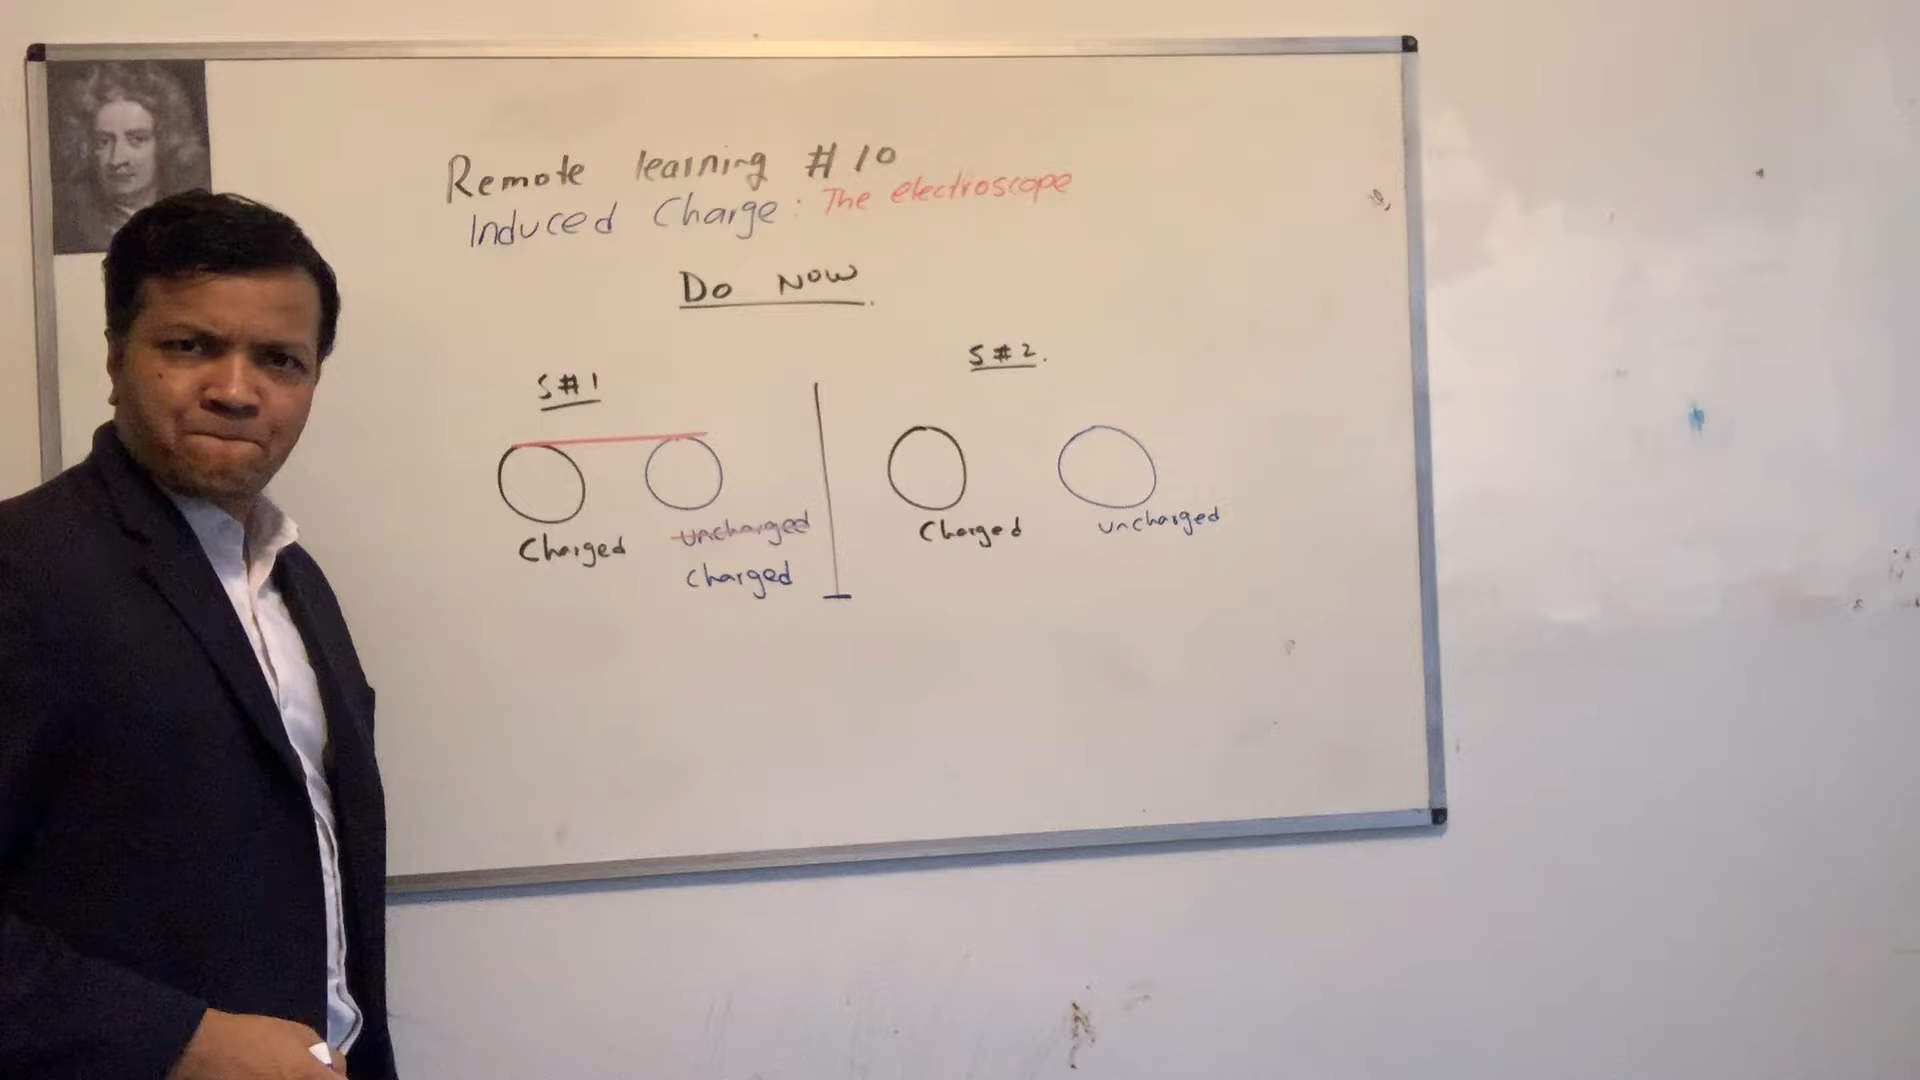 Remote learning #10
Induced Charge: The electroscope
Do Now.
S#1
S#2.
Charged
uncharged
charged
Charged
uncharged